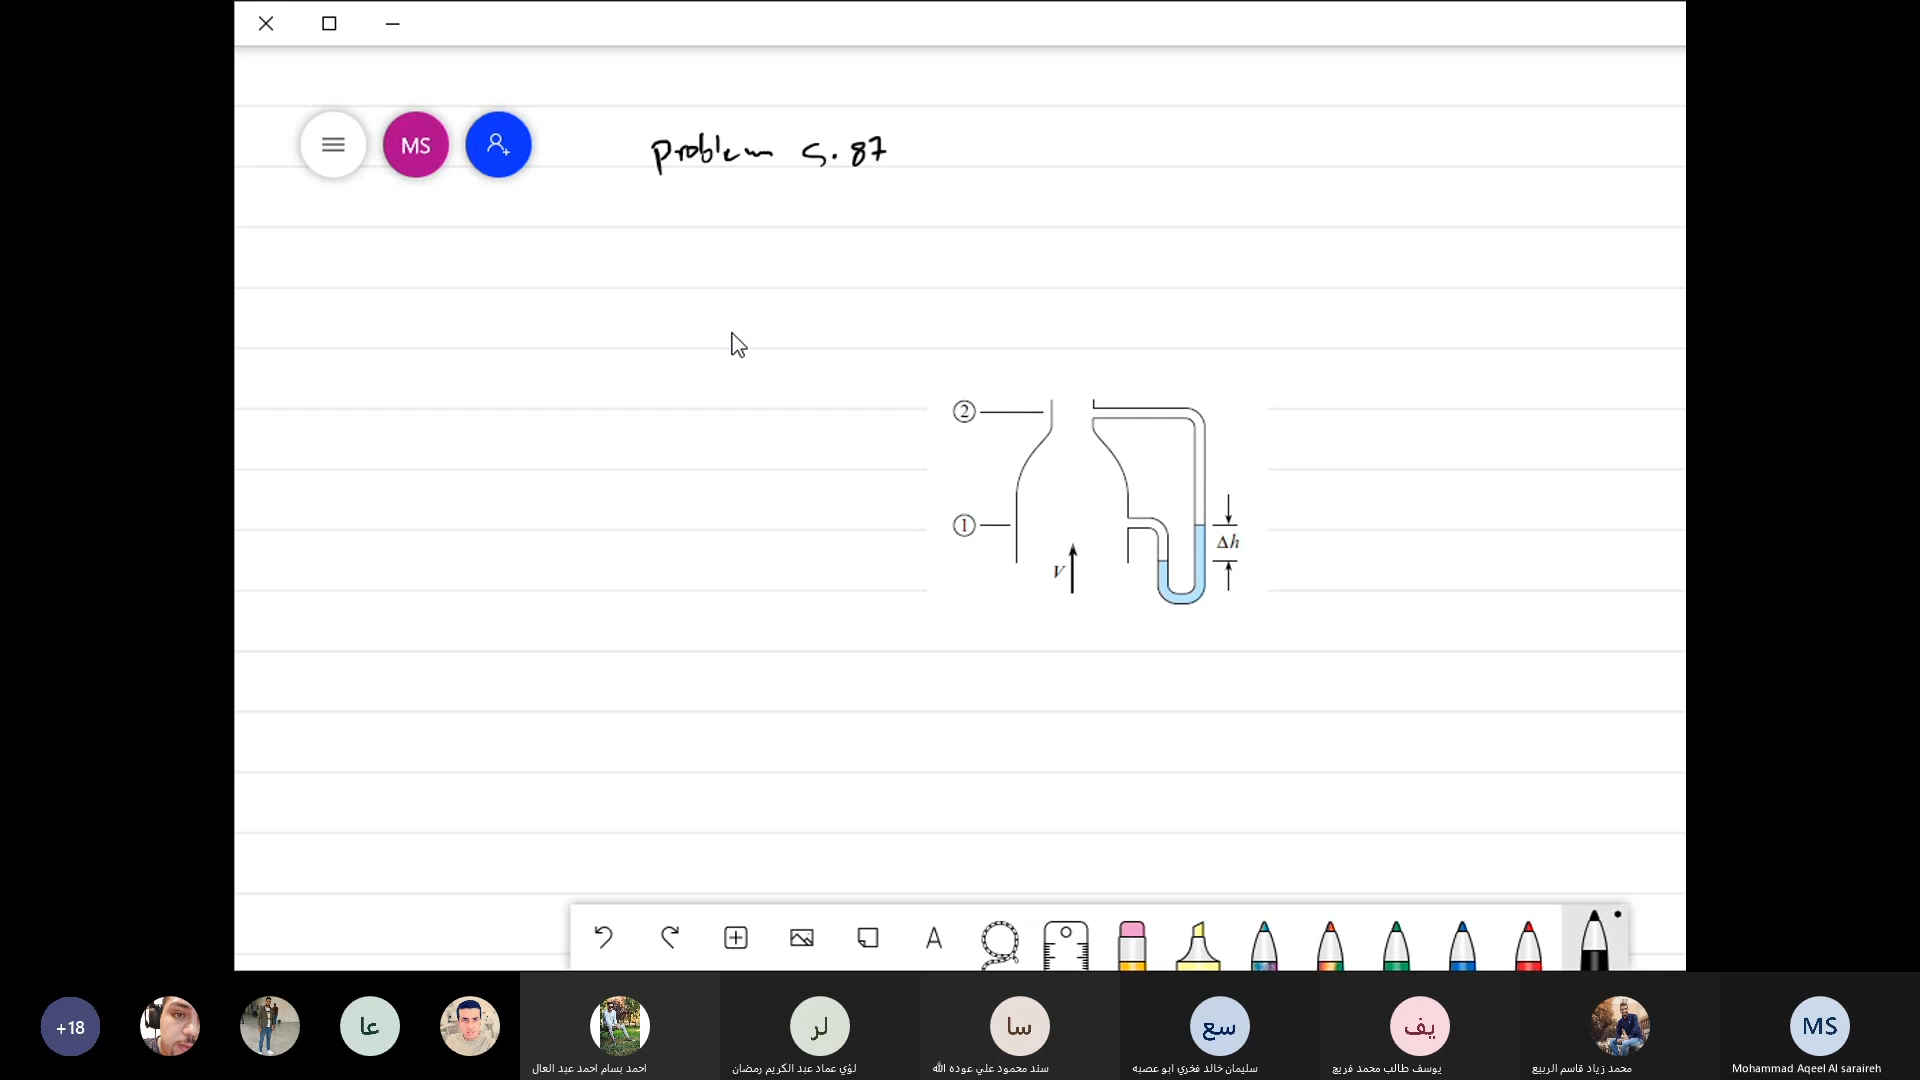 MS
problem 5.87
2
1
Δh
V
A
+18
عا
لر
سا
سع
يف
MS
احمد بسام احمد عبد العال
لؤي عماد عبد الكريم رمضان
سند محمود علي عوده الله
سليمان خالد فخري ابو عصبه
يوسف طالب محمد فريج
محمد زياد قاسم الربيع
Mohammad Aqeel Al saraireh